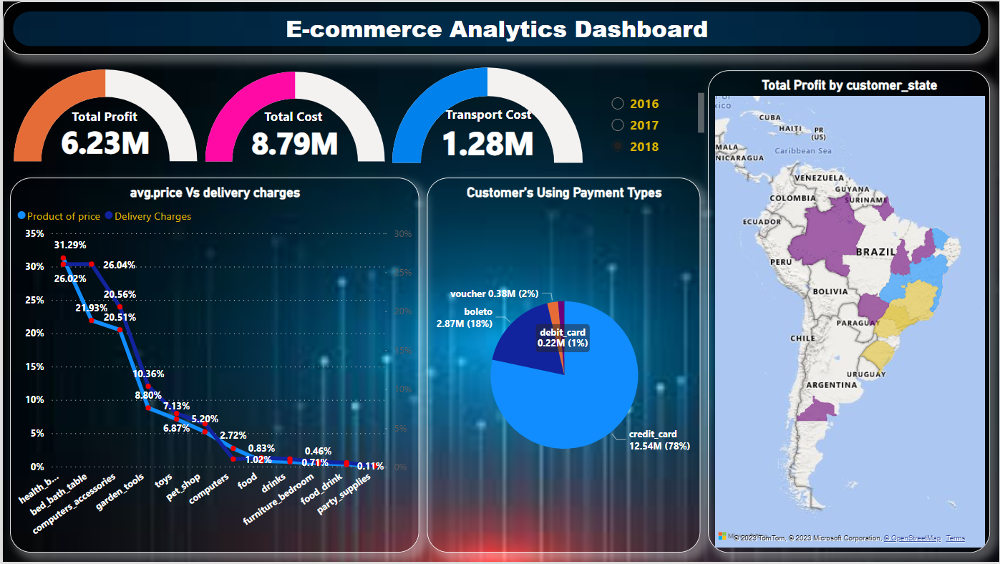 E-commerce Analytics Dashboard
Total Profit
6.23M
Total Cost
8.79M
Transport Cost
1.28M
2016
2017
2018
avg.price Vs delivery charges
Product of price
Delivery Charges
35%
30%
25%
20%
15%
10%
5%
0%
30%
25%
20%
15%
10%
5%
0%
31.29%
26.02%
26.04%
21.93%
20.56%
20.51%
10.36%
8.80%
7.13%
6.87%
5.20%
2.72%
0.83%
1.02%
0.46%
0.71%
0.11%
health_b...
bed_bath_table
computers_accessories
garden_tools
toys
pet_shop
computers
food
drinks
furniture_bedroom
food_drink
party_supplies
Customer's Using Payment Types
voucher 0.38M (2%)
boleto
2.87M (18%)
debit_card
0.22M (1%)
credit_card
12.54M (78%)
Total Profit by customer_state
CUBA
HAITI
PR
(US)
MALA
NICARAGUA
Caribbean Sea
VENEZUELA
GUYANA
COLOMBIA
SURINAME
ECUADOR
BRAZIL
PERU
BOLIVIA
PARAGUAY
CHILE
URUGUAY
ARGENTINA
© 2023 TomTom, © 2023 Microsoft Corporation, © OpenStreetMap Terms